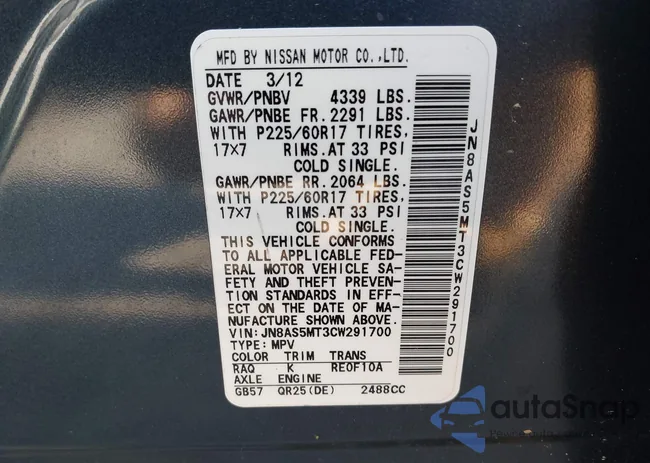 MFD BY NISSAN MOTOR CO.,LTD.
DATE 3/12
GVWR/PNBV 4339 LBS.
GAWR/PNBE FR.2291 LBS.
WITH P225/60R17 TIRES,
17×7 RIMS.AT 33 PSI
COLD SINGLE.
GAWR/PNBE RR.2064 LBS.
WITH P225/60R17 TIRES,
17×7 RIMS.AT 33 PSI
COLD SINGLE.
THIS VEHICLE CONFORMS
TO ALL APPLICABLE FED-
ERAL MOTOR VEHICLE SA-
FETY AND THEFT PREVEN-
TION STANDARDS IN EFF-
ECT ON THE DATE OF MA-
NUFACTURE SHOWN ABOVE.
VIN:JN8AS5MT3CW291700
TYPE:MPV
COLOR TRIM TRANS
RAQ K RE0F10A
AXLE ENGINE
GB57 QR25(DE) 2488CC
JN8AS5MT3CW291700
autoSnap